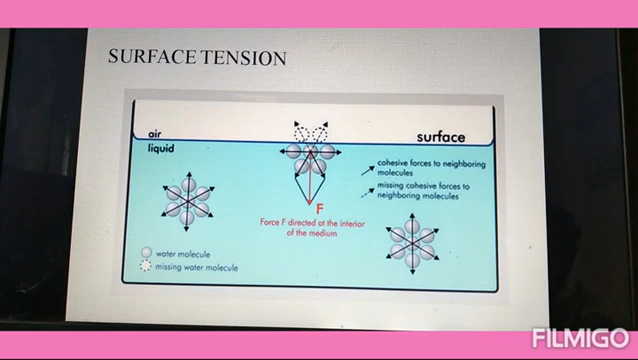 SURFACE TENSION
air
surface
liquid
cohesive forces to neighboring
molecules
missing cohesive forces to
neighboring molecules
F
Force F directed at the interior
of the medium
water molecule
missing water molecule
FILMIGO